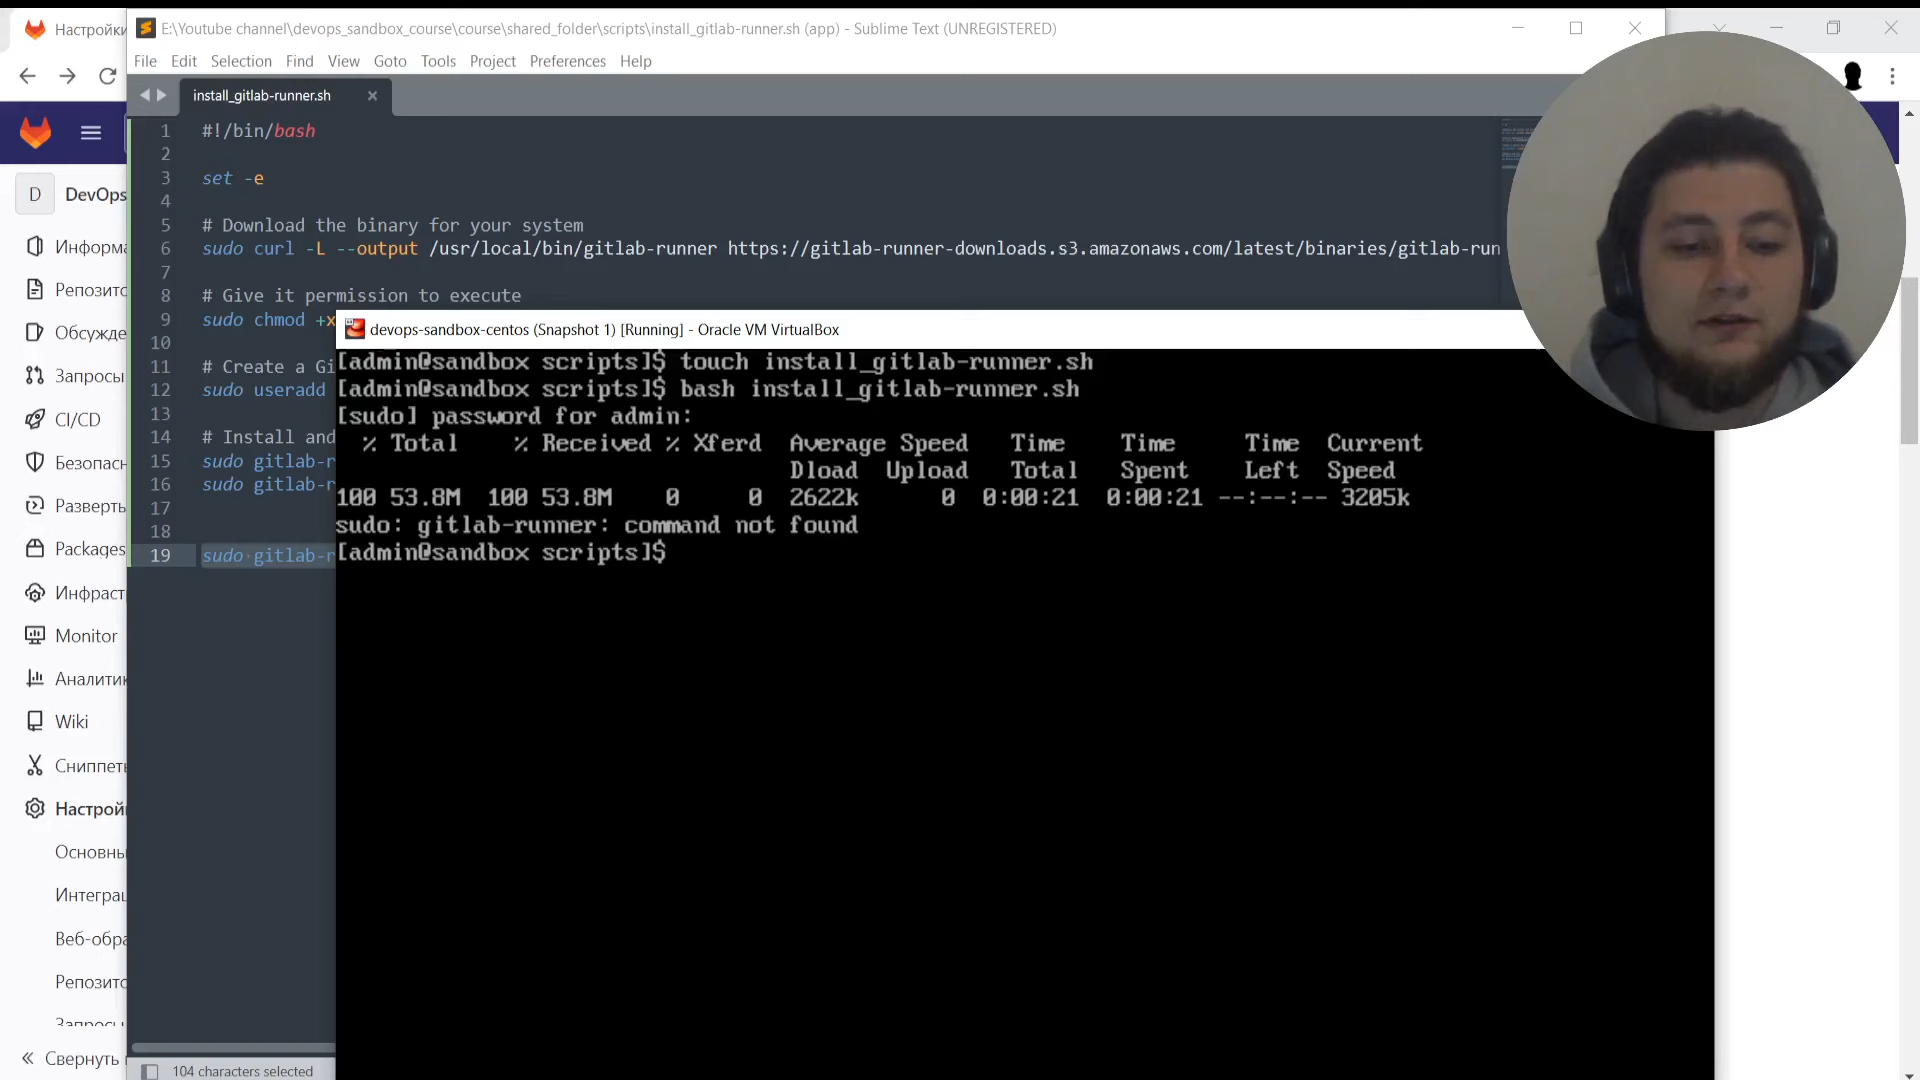 Настройки
E:\Youtube channel\devops_sandbox_course\course\shared_folder\scripts\install_gitlab-runner.sh (app) - Sublime Text (UNREGISTERED)
File Edit Selection Find View Goto Tools Project Preferences Help
install_gitlab-runner.sh
D DevOps
Информа
Репозито
Обсужде
Запросы
CI/CD
Безопасн
Разверты
Packages
Инфраст
Monitor
Аналитик
Wiki
Сниппеть
Настрой
Основны
Интеграц
Веб-обра
Репозито
Запросы
Свернуть
1 #!/bin/bash
2
3 set -e
4
5 # Download the binary for your system
6 sudo curl -L --output /usr/local/bin/gitlab-runner https://gitlab-runner-downloads.s3.amazonaws.com/latest/binaries/gitlab-run
7
8 # Give it permission to execute
9 sudo chmod +x
10
11 # Create a Gi
12 sudo useradd
13
14 # Install and
15 sudo gitlab-r
16 sudo gitlab-r
17
18
19 sudo gitlab-r
104 characters selected
devops-sandbox-centos (Snapshot 1) [Running] - Oracle VM VirtualBox
[admin@sandbox scripts]$ touch install_gitlab-runner.sh
[admin@sandbox scripts]$ bash install_gitlab-runner.sh
[sudo] password for admin:
% Total % Received % Xferd Average Speed Time Time Time Current
Dload Upload Total Spent Left Speed
100 53.8M 100 53.8M 0 0 2622k 0 0:00:21 0:00:21 --:--:-- 3205k
sudo: gitlab-runner: command not found
[admin@sandbox scripts]$